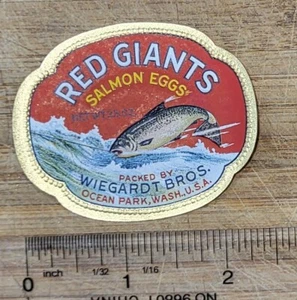 RED GIANTS
SALMON EGGS
PACKED BY
WIEGARDT BROS.
OCEAN PARK, WASH. U.S.A.
0 inch 1/32 1 1/16 2